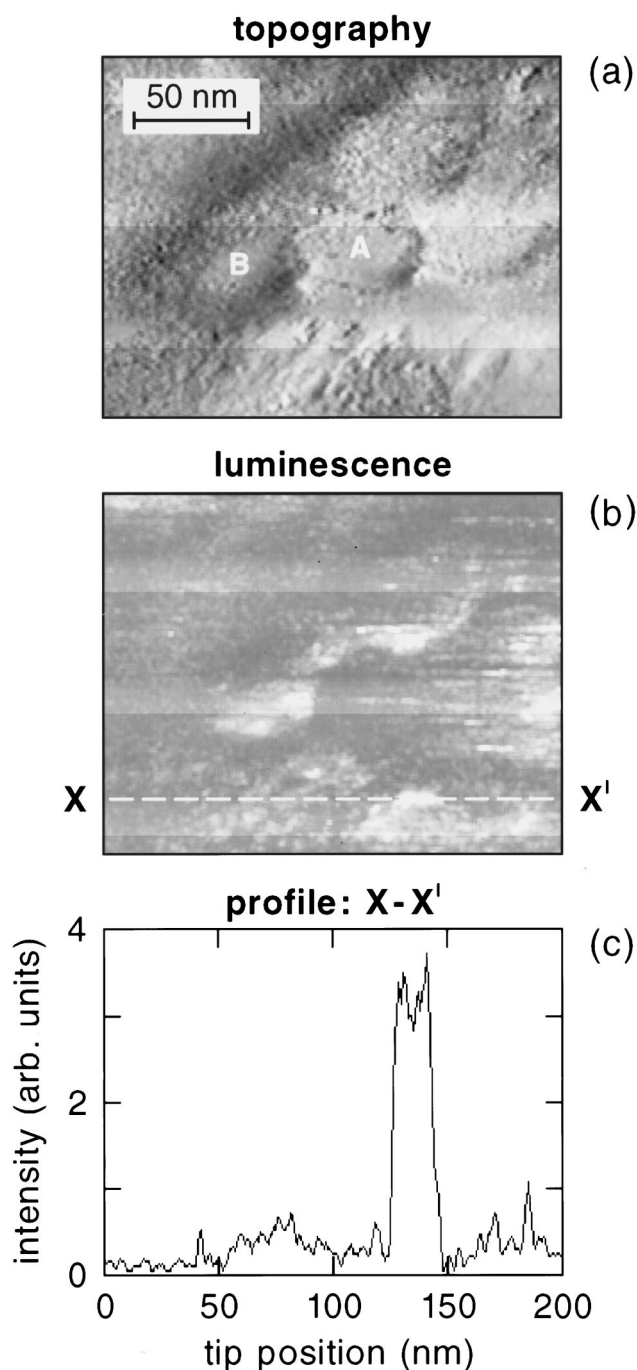 topography
(a)
50 nm
A
B
luminescence
(b)
X X'
profile: X-X'
(c)
4
2
0
intensity (arb. units)
0 50 100 150 200
tip position (nm)